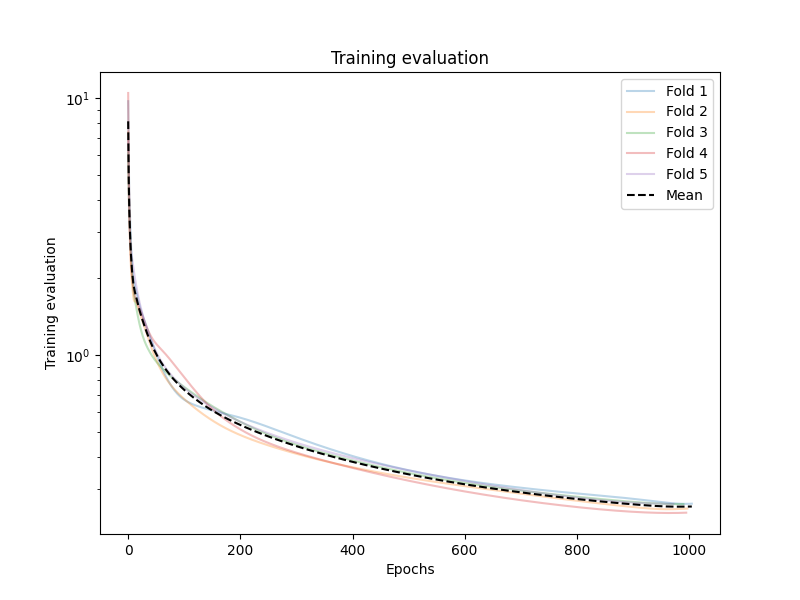 Training evaluation
Training evaluation
10¹
10⁰
Fold 1
Fold 2
Fold 3
Fold 4
Fold 5
Mean
0
200
400
600
800
1000
Epochs